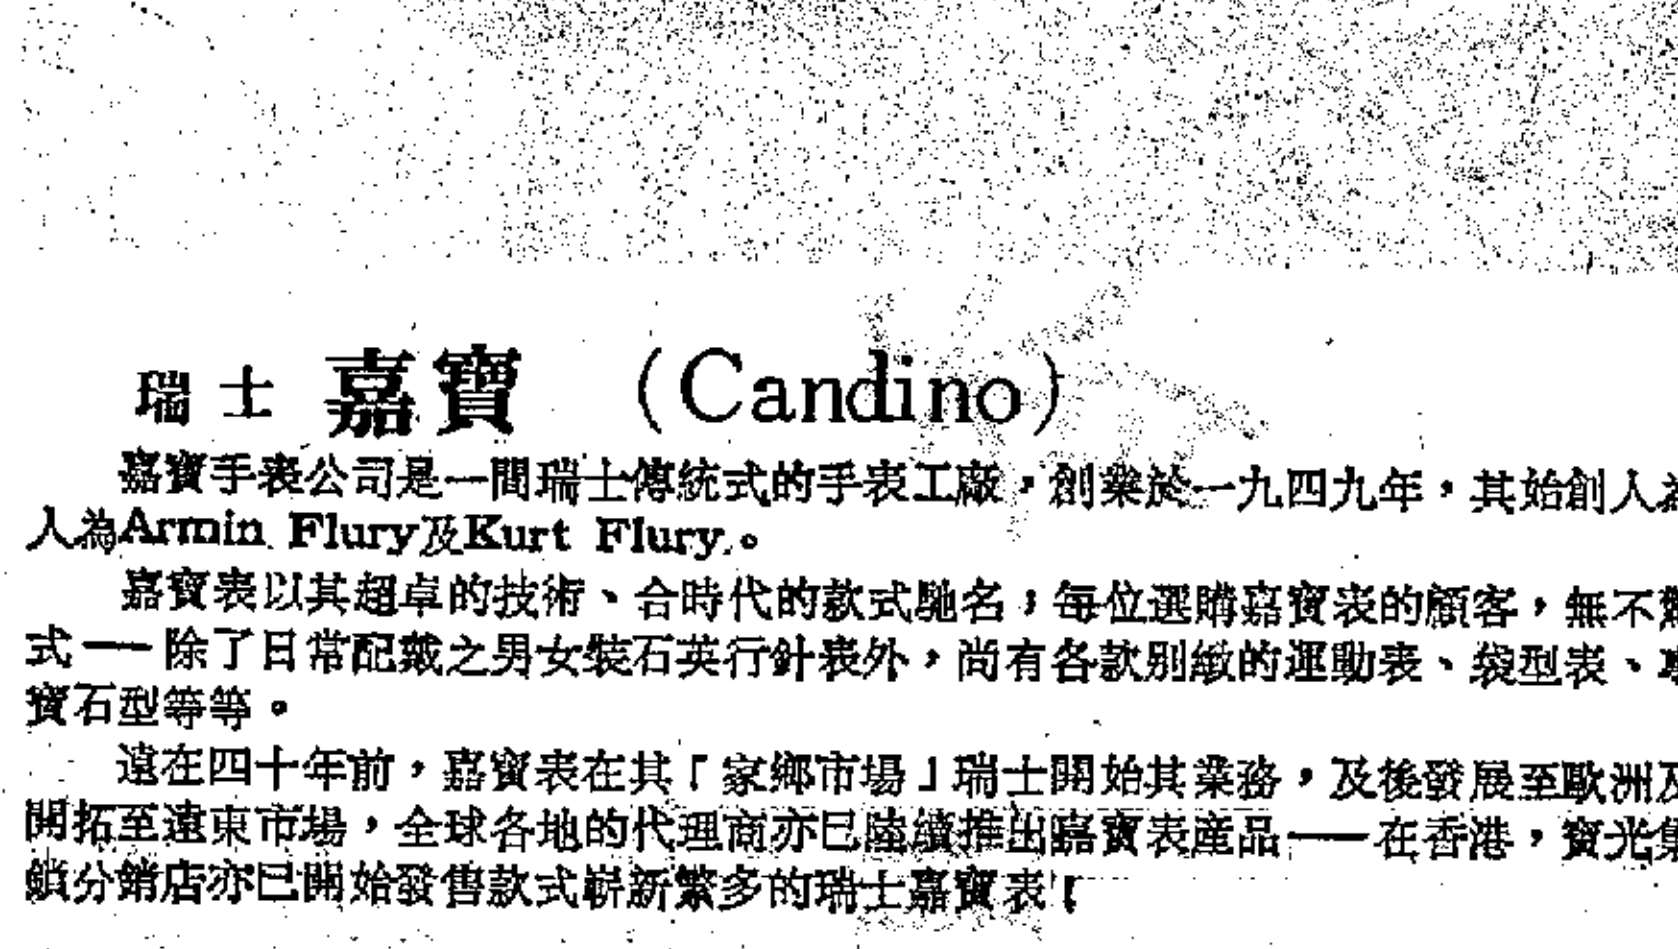 瑞士 嘉寶 (Candino)
嘉寶手表公司是一間瑞士傳統式的手表工廠，創業於一九四九年，其始創人為
人為Armin Flury及Kurt Flury。
嘉寶表以其超卓的技術、合時代的款式馳名；每位選購嘉寶表的顧客，無不
式——除了日常配戴之男女裝石英行針表外，尚有各款別緻的運動表、袋型表、
寶石型等等。
遠在四十年前，嘉寶表在其「家鄉市場」瑞士開始其業務，及後發展至歐洲及
開拓至遠東市場，全球各地的代理商亦已陸續推出嘉寶表產品——在香港，寶光集
鎖分銷店亦已開始發售款式嶄新繁多的瑞士嘉寶表！